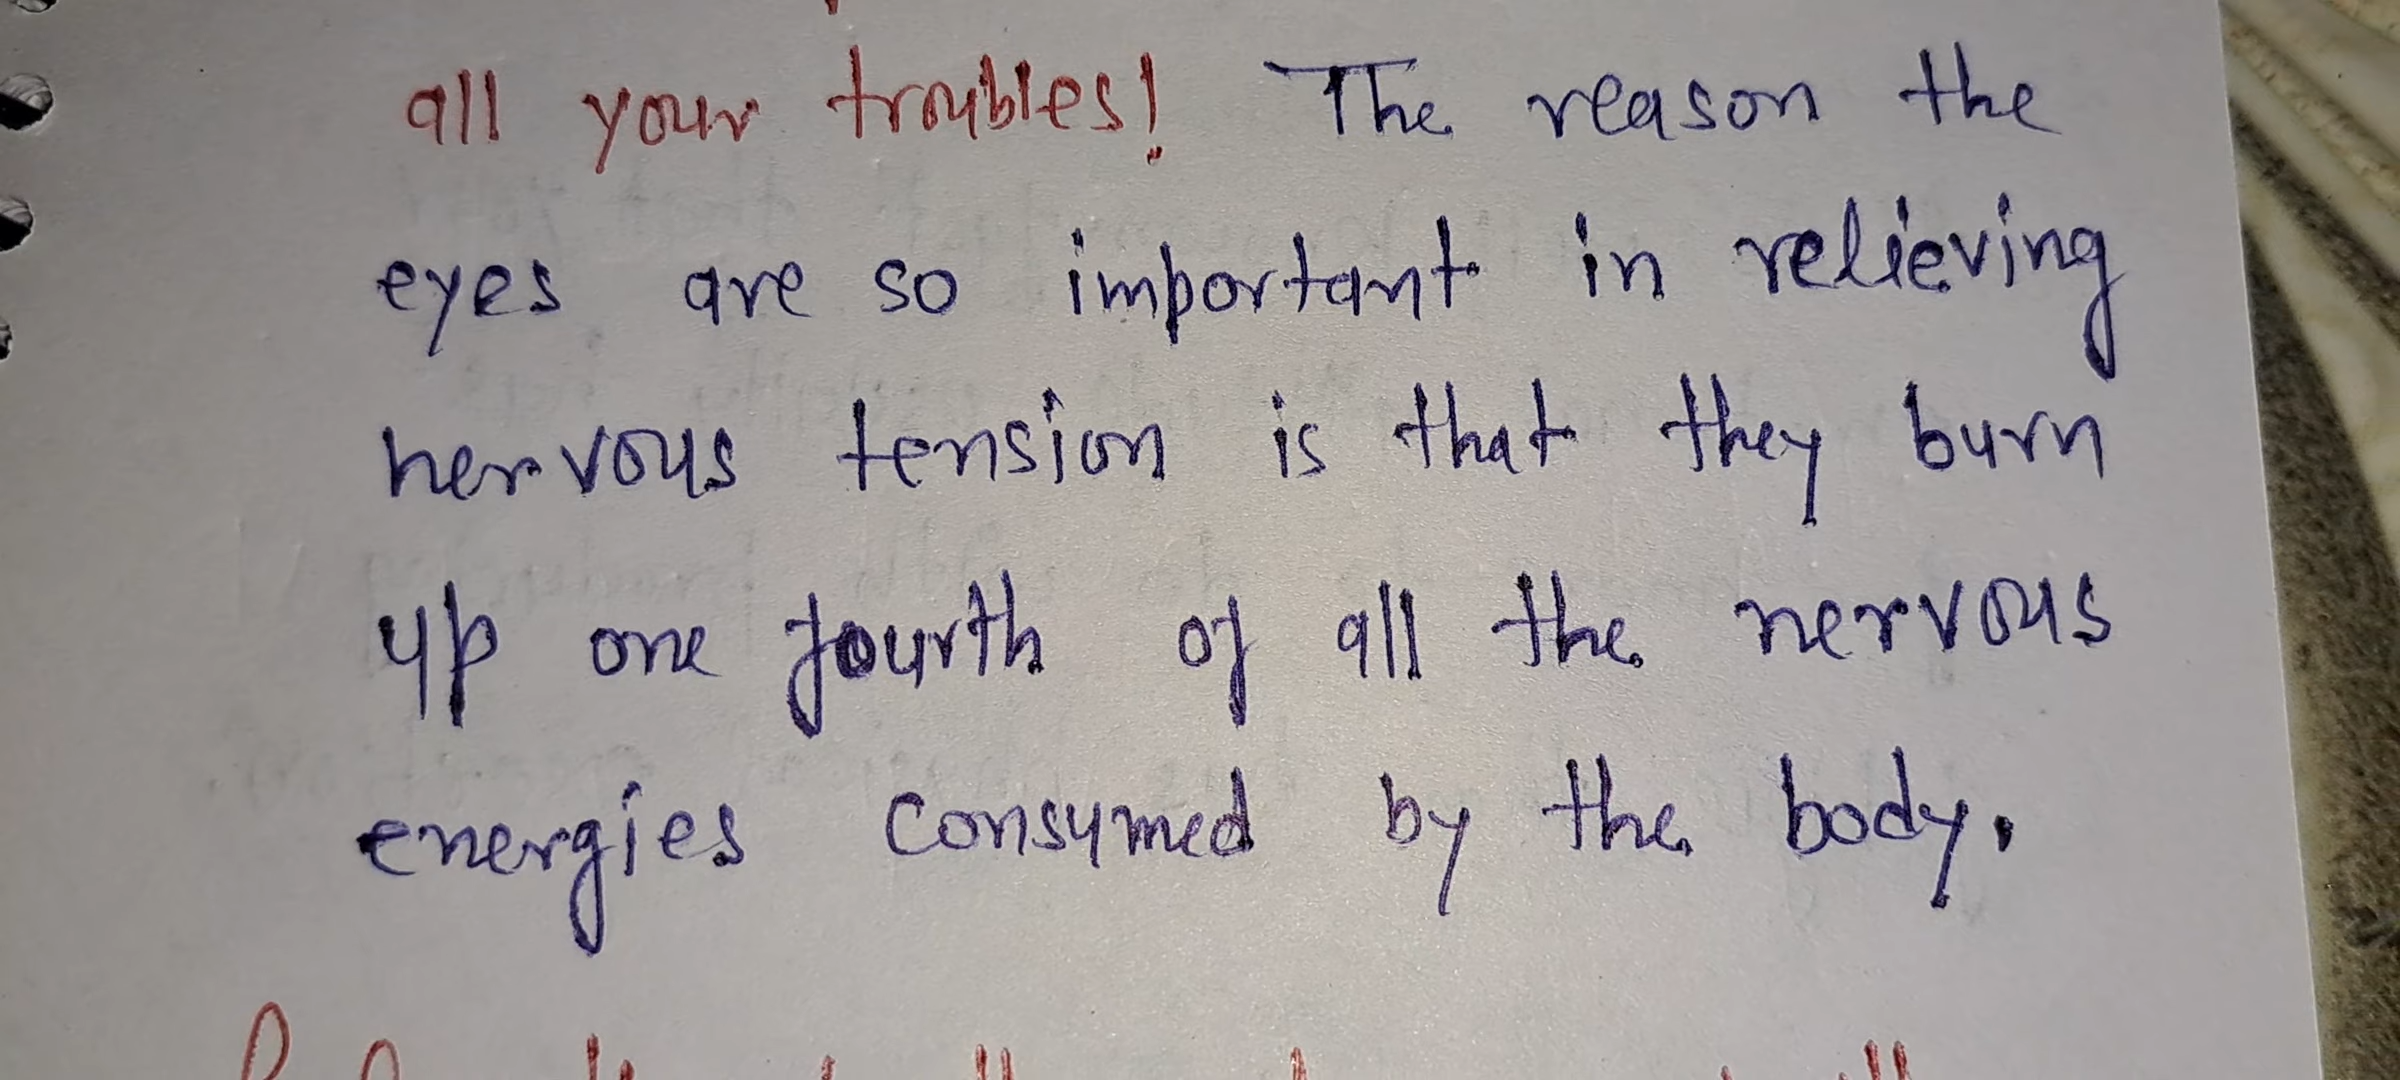 all your troubles! The reason the
eyes are so important in relieving
nervous tension is that they burn
up one fourth of all the nervous
energies consumed by the body.